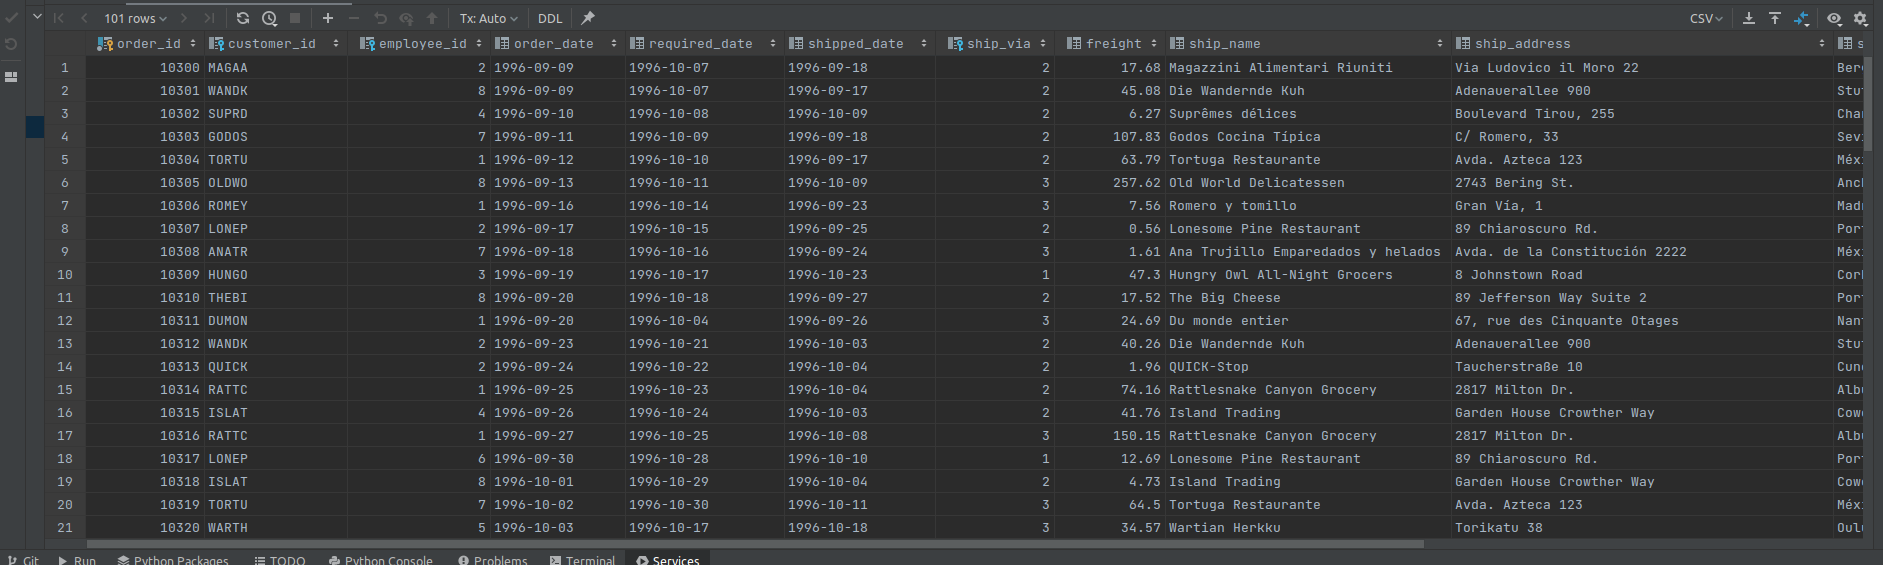 101 rows Tx: Auto DDL CSV
order_id customer_id employee_id order_date required_date shipped_date ship_via freight ship_name ship_address s
1 10300 MAGAA 2 1996-09-09 1996-10-07 1996-09-18 2 17.68 Magazzini Alimentari Riuniti Via Ludovico il Moro 22 Ber
2 10301 WANDK 8 1996-09-09 1996-10-07 1996-09-17 2 45.08 Die Wandernde Kuh Adenauerallee 900 Stu
3 10302 SUPRD 4 1996-09-10 1996-10-08 1996-10-09 2 6.27 Suprêmes délices Boulevard Tirou, 255 Cha
4 10303 GODOS 7 1996-09-11 1996-10-09 1996-09-18 2 107.83 Godos Cocina Típica C/ Romero, 33 Sev
5 10304 TORTU 1 1996-09-12 1996-10-10 1996-09-17 2 63.79 Tortuga Restaurante Avda. Azteca 123 Méx
6 10305 OLDWO 8 1996-09-13 1996-10-11 1996-10-09 3 257.62 Old World Delicatessen 2743 Bering St. Anc
7 10306 ROMEY 1 1996-09-16 1996-10-14 1996-09-23 3 7.56 Romero y tomillo Gran Vía, 1 Mad
8 10307 LONEP 2 1996-09-17 1996-10-15 1996-09-25 2 0.56 Lonesome Pine Restaurant 89 Chiaroscuro Rd. Por
9 10308 ANATR 7 1996-09-18 1996-10-16 1996-09-24 3 1.61 Ana Trujillo Emparedados y helados Avda. de la Constitución 2222 Méx
10 10309 HUNGO 3 1996-09-19 1996-10-17 1996-10-23 1 47.3 Hungry Owl All-Night Grocers 8 Johnstown Road Cor
11 10310 THEBI 8 1996-09-20 1996-10-18 1996-09-27 2 17.52 The Big Cheese 89 Jefferson Way Suite 2 Por
12 10311 DUMON 1 1996-09-20 1996-10-04 1996-09-26 3 24.69 Du monde entier 67, rue des Cinquante Otages Nan
13 10312 WANDK 2 1996-09-23 1996-10-21 1996-10-03 2 40.26 Die Wandernde Kuh Adenauerallee 900 Stu
14 10313 QUICK 2 1996-09-24 1996-10-22 1996-10-04 2 1.96 QUICK-Stop Taucherstraße 10 Cun
15 10314 RATTC 1 1996-09-25 1996-10-23 1996-10-04 2 74.16 Rattlesnake Canyon Grocery 2817 Milton Dr. Alb
16 10315 ISLAT 4 1996-09-26 1996-10-24 1996-10-03 2 41.76 Island Trading Garden House Crowther Way Cow
17 10316 RATTC 1 1996-09-27 1996-10-25 1996-10-08 3 150.15 Rattlesnake Canyon Grocery 2817 Milton Dr. Alb
18 10317 LONEP 6 1996-09-30 1996-10-28 1996-10-10 1 12.69 Lonesome Pine Restaurant 89 Chiaroscuro Rd. Por
19 10318 ISLAT 8 1996-10-01 1996-10-29 1996-10-04 2 4.73 Island Trading Garden House Crowther Way Cow
20 10319 TORTU 7 1996-10-02 1996-10-30 1996-10-11 3 64.5 Tortuga Restaurante Avda. Azteca 123 Méx
21 10320 WARTH 5 1996-10-03 1996-10-17 1996-10-18 3 34.57 Wartian Herkku Torikatu 38 Oul
Git Run Python Packages TODO Python Console Problems Terminal Services